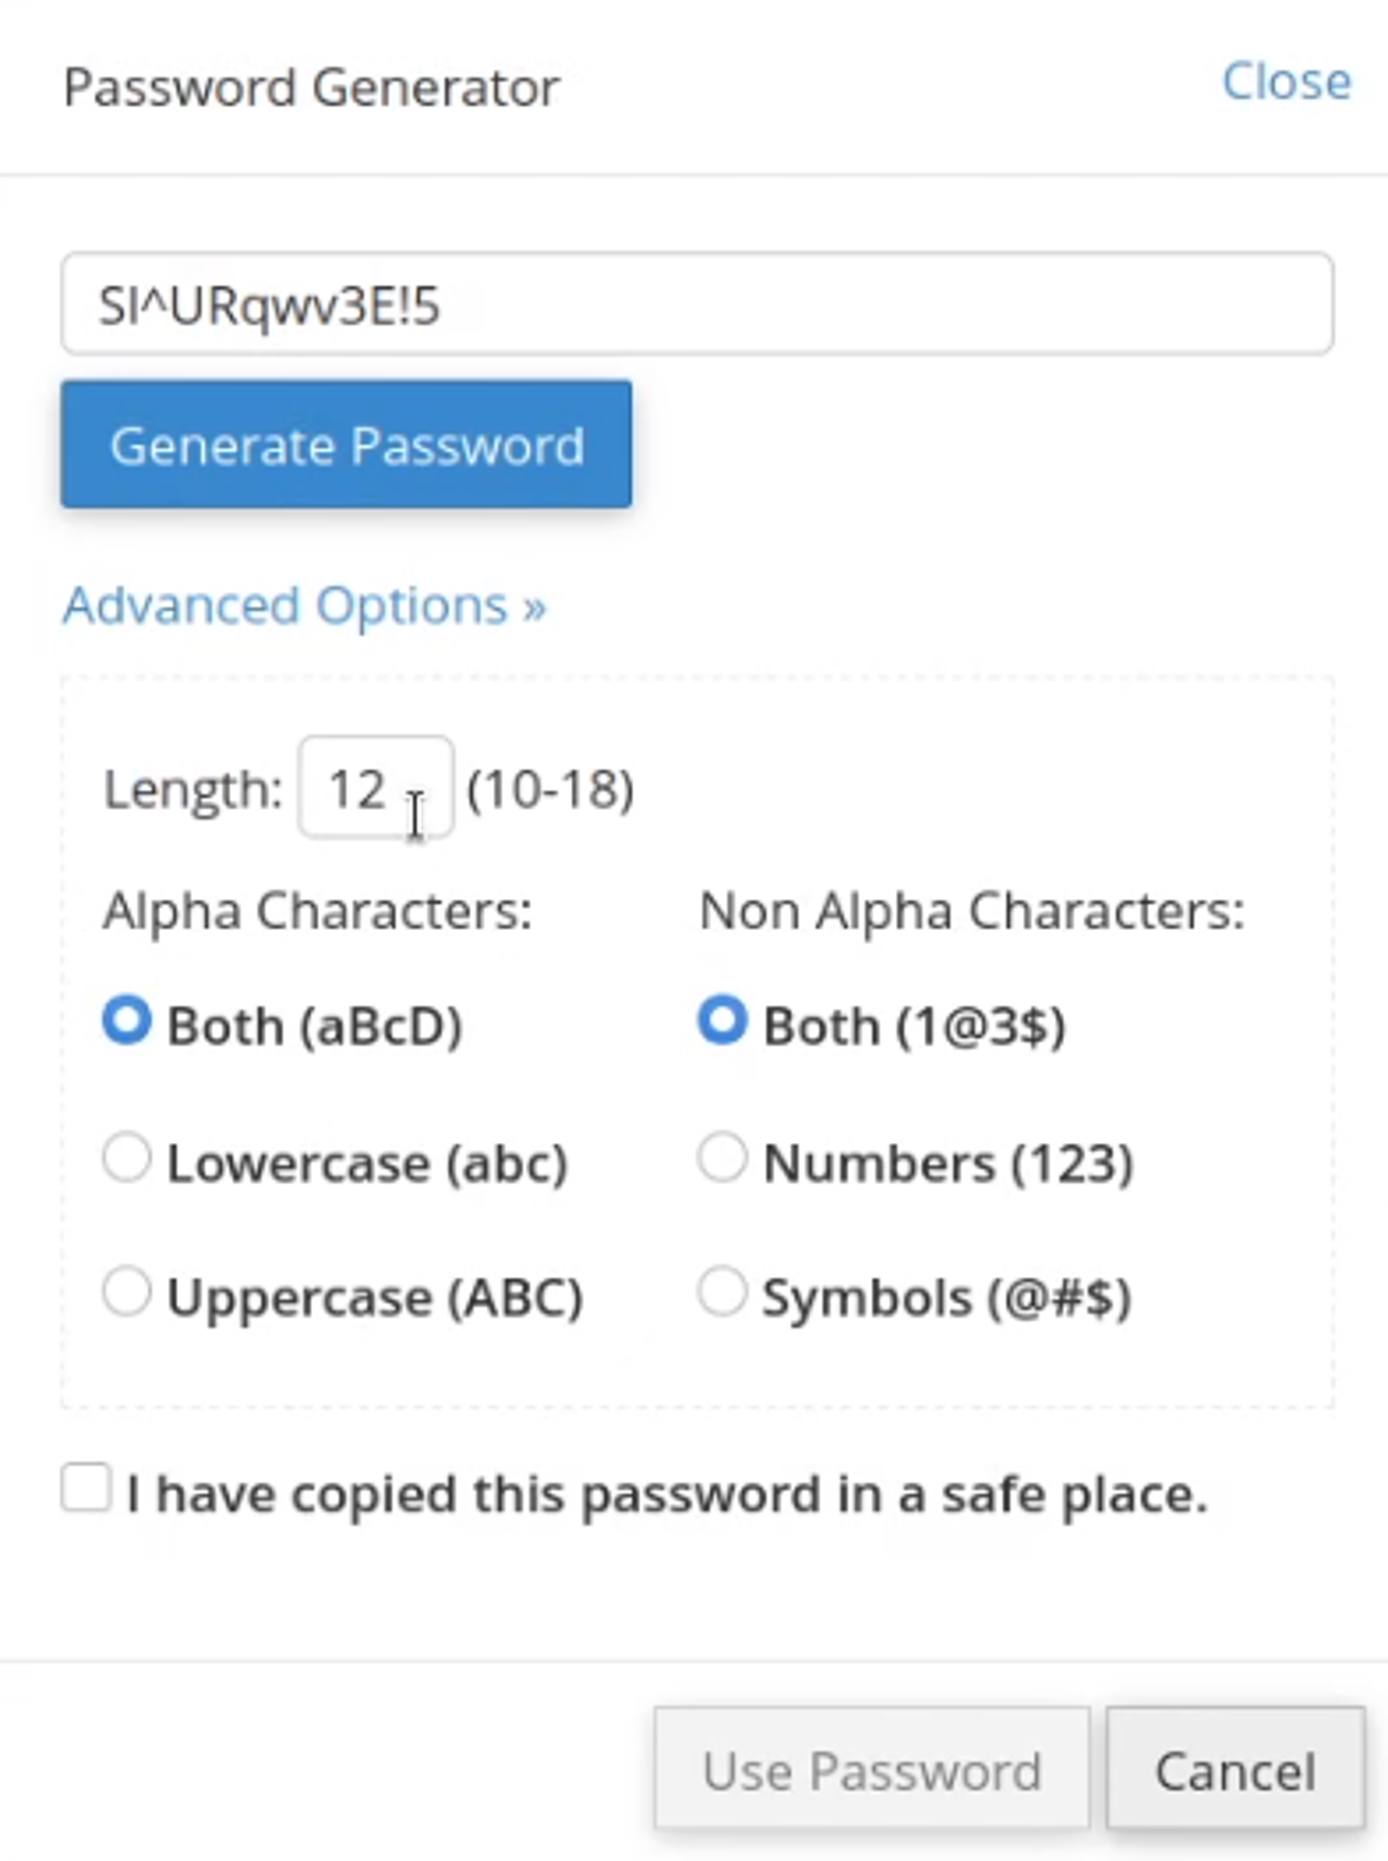 Password Generator
Close
SI^URqwv3E!5
Generate Password
Advanced Options »
Length: 12 (10-18)
Alpha Characters: Non Alpha Characters:
Both (aBcD) Both (1@3$)
Lowercase (abc) Numbers (123)
Uppercase (ABC) Symbols (@#$)
I have copied this password in a safe place.
Use Password Cancel